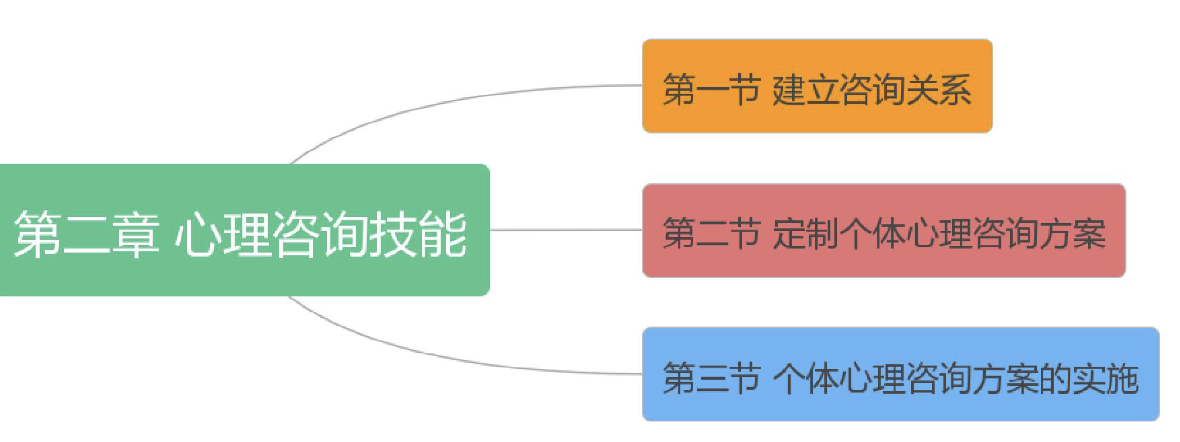 第一节 建立咨询关系
第二章 心理咨询技能
第二节 定制个体心理咨询方案
第三节 个体心理咨询方案的实施